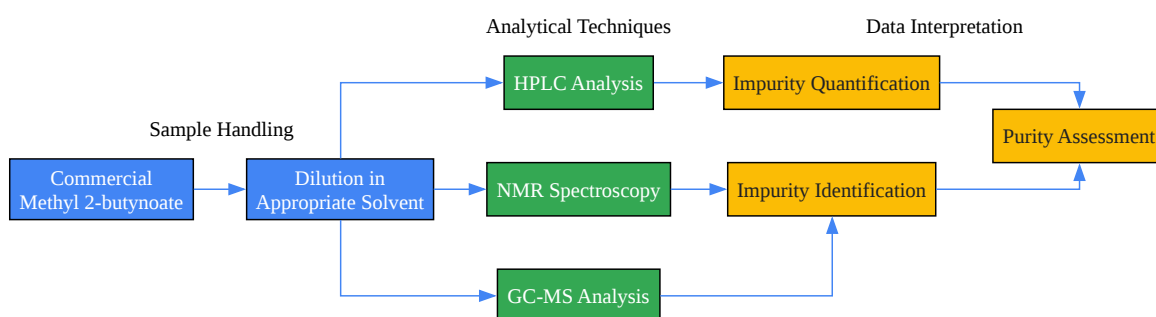 Analytical Techniques
Data Interpretation
HPLC Analysis
Impurity Quantification
Sample Handling
Purity Assessment
Commercial
Methyl 2-butynoate
Dilution in
Appropriate Solvent
NMR Spectroscopy
Impurity Identification
GC-MS Analysis